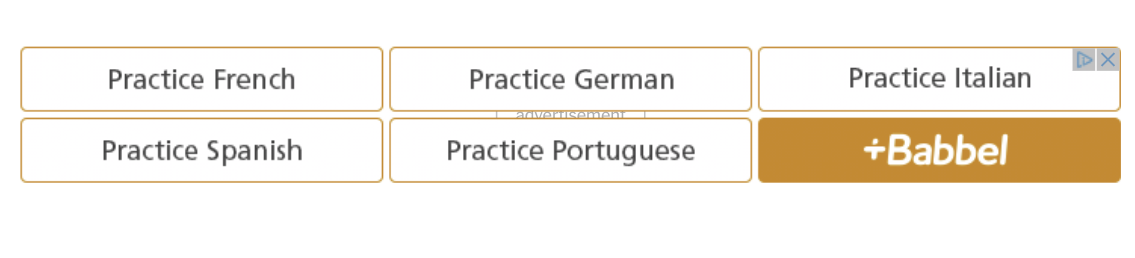 Practice French
Practice German
Practice Italian
advertisement
Practice Spanish
Practice Portuguese
+Babbel